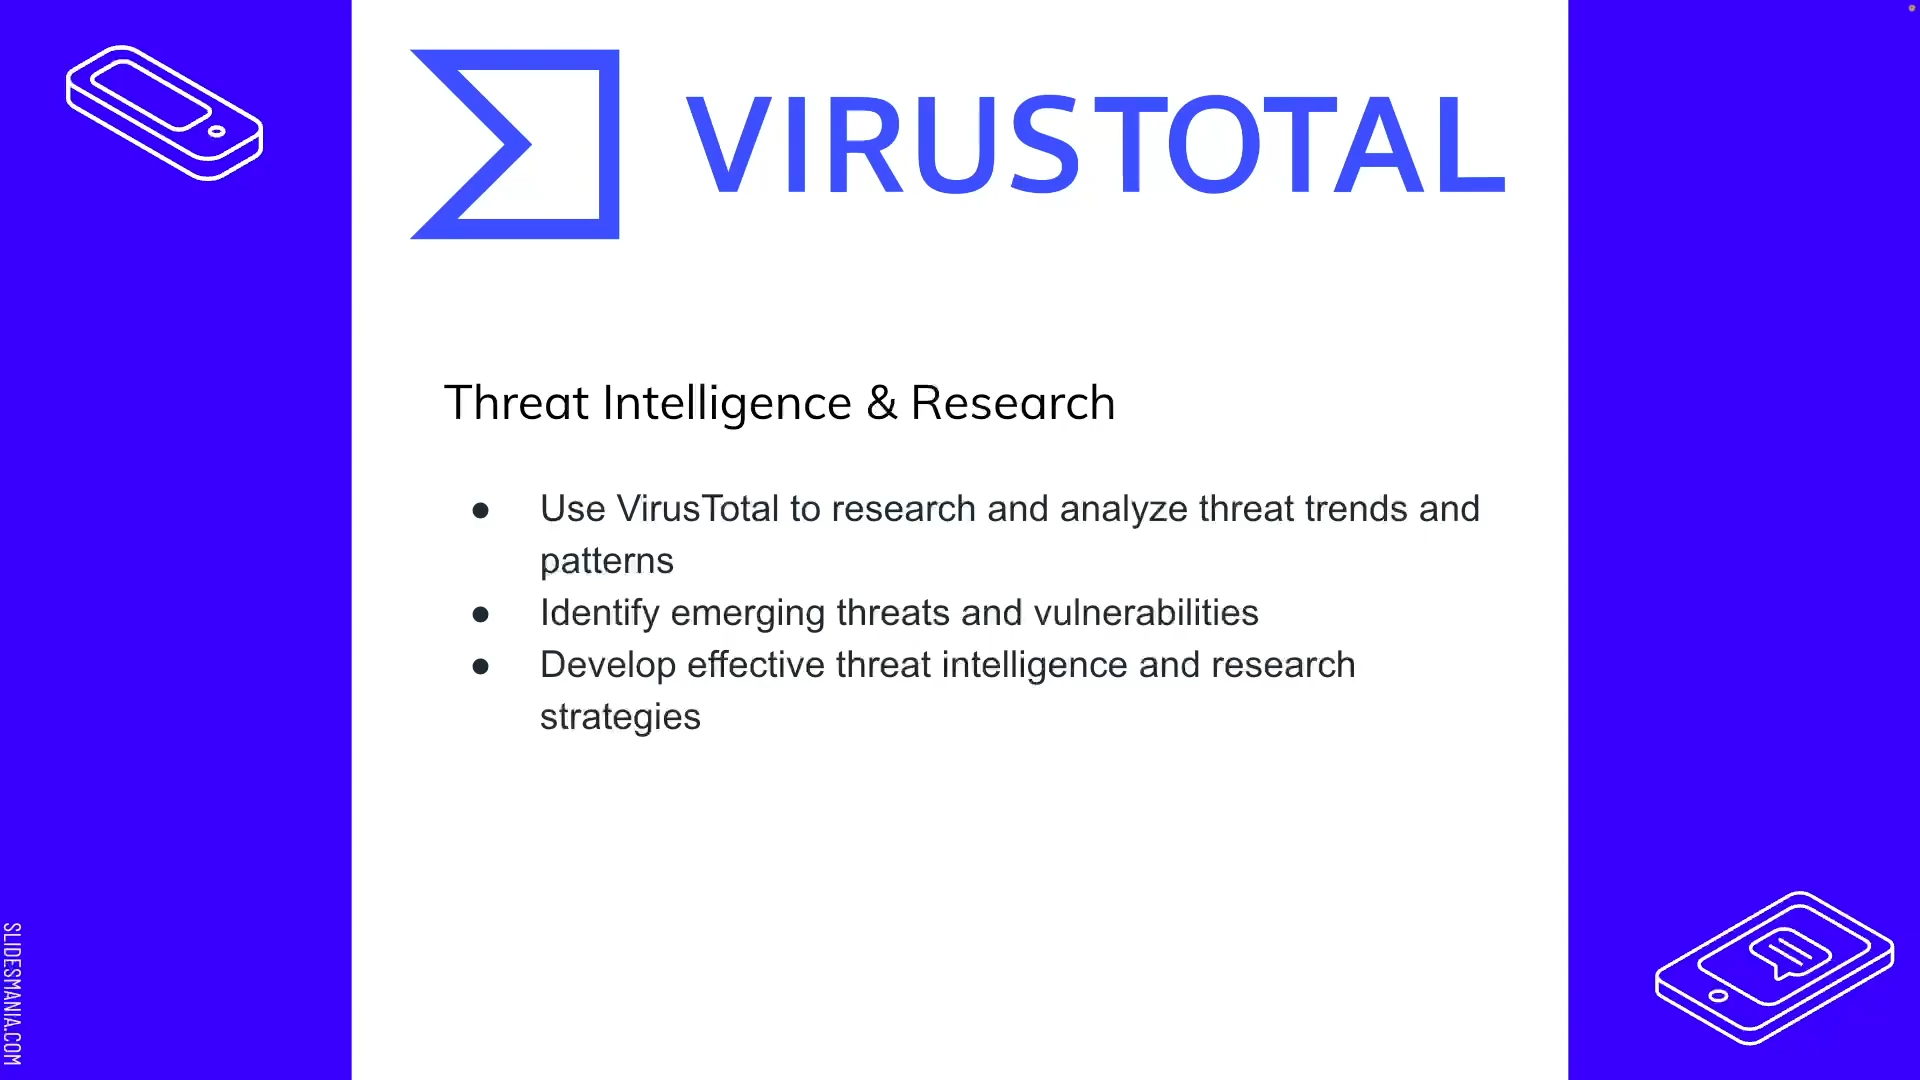 VIRUSTOTAL
Threat Intelligence & Research
● Use VirusTotal to research and analyze threat trends and
patterns
● Identify emerging threats and vulnerabilities
● Develop effective threat intelligence and research
strategies
SLIDESMANIA.COM